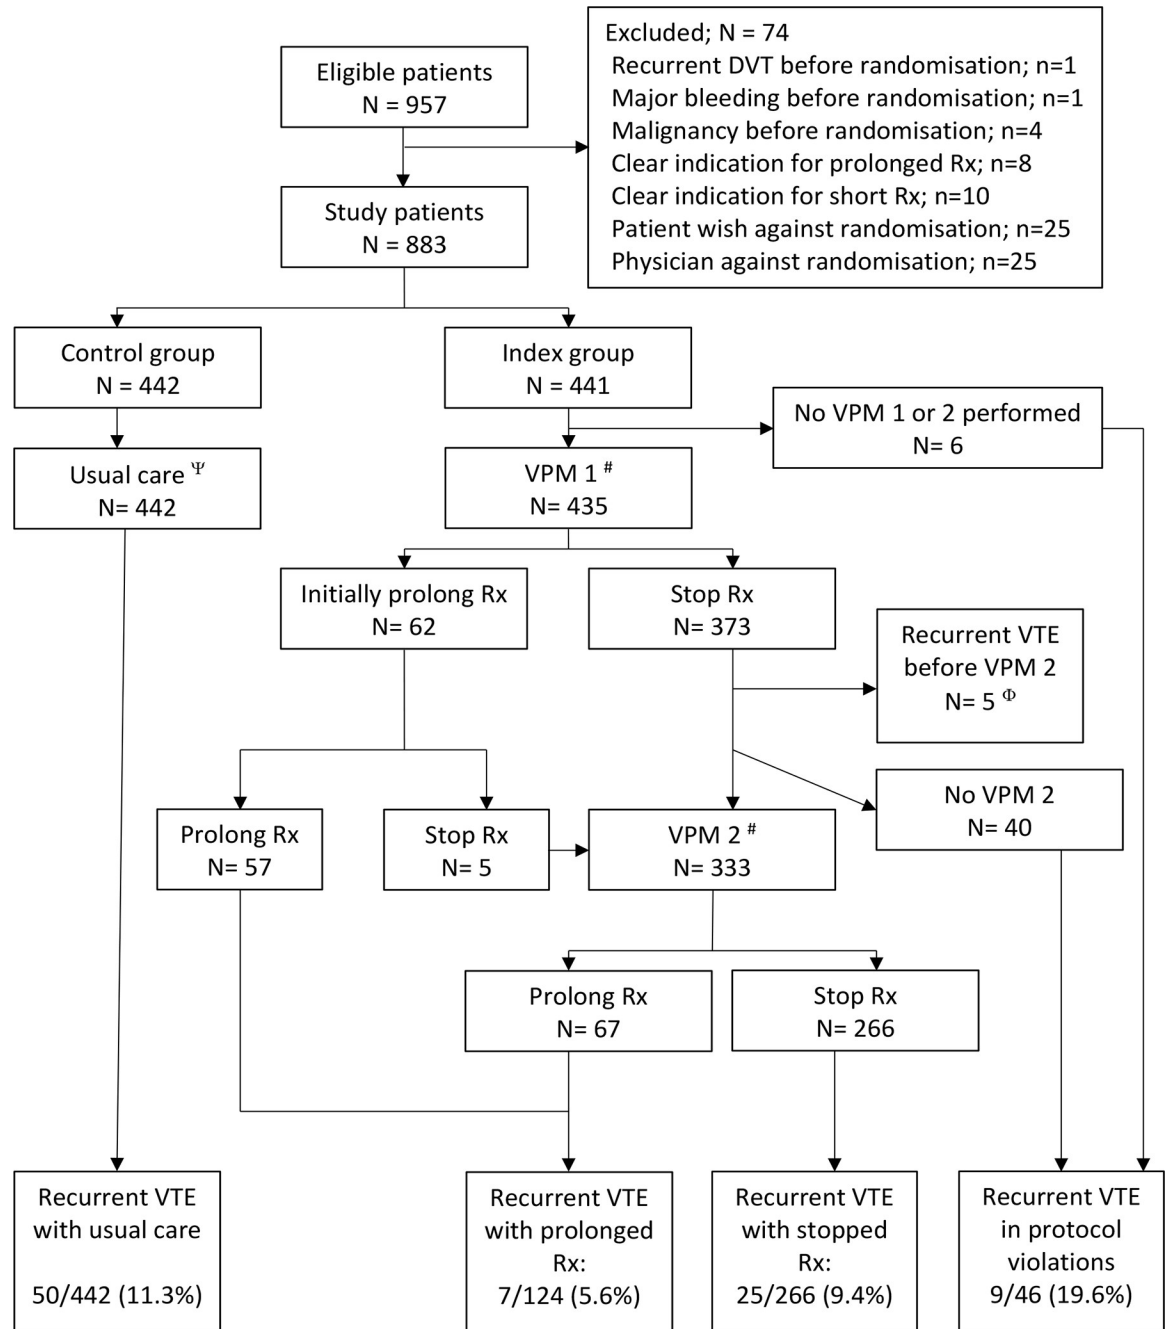 Eligible patients
N = 957
Excluded; N = 74
Recurrent DVT before randomisation; n=1
Major bleeding before randomisation; n=1
Malignancy before randomisation; n=4
Clear indication for prolonged Rx; n=8
Clear indication for short Rx; n=10
Patient wish against randomisation; n=25
Physician against randomisation; n=25
Study patients
N = 883
Control group
N = 442
Index group
N = 441
No VPM 1 or 2 performed
N= 6
Usual care Ψ
N= 442
VPM 1 #
N= 435
Initially prolong Rx
N= 62
Stop Rx
N= 373
Recurrent VTE
before VPM 2
N= 5 Φ
No VPM 2
N= 40
Prolong Rx
N= 57
Stop Rx
N= 5
VPM 2 #
N= 333
Prolong Rx
N= 67
Stop Rx
N= 266
Recurrent VTE
with usual care
50/442 (11.3%)
Recurrent VTE
with prolonged
Rx:
7/124 (5.6%)
Recurrent VTE
with stopped
Rx:
25/266 (9.4%)
Recurrent VTE
in protocol
violations
9/46 (19.6%)